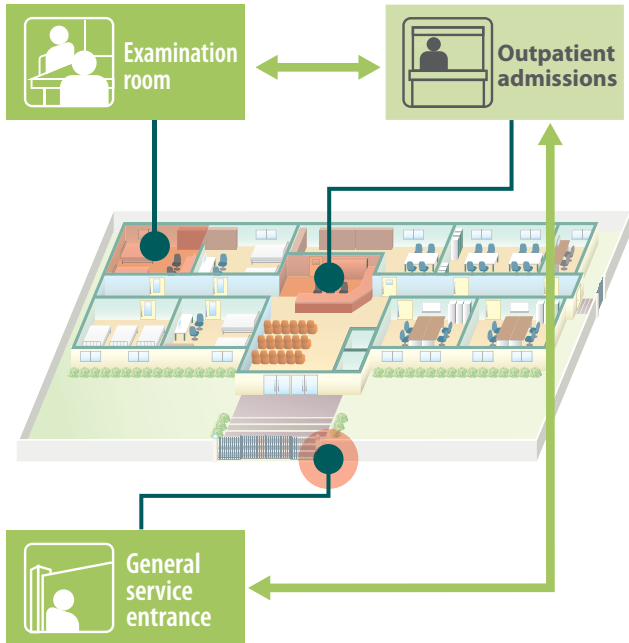 Examination
room
Outpatient
admissions
General
service
entrance